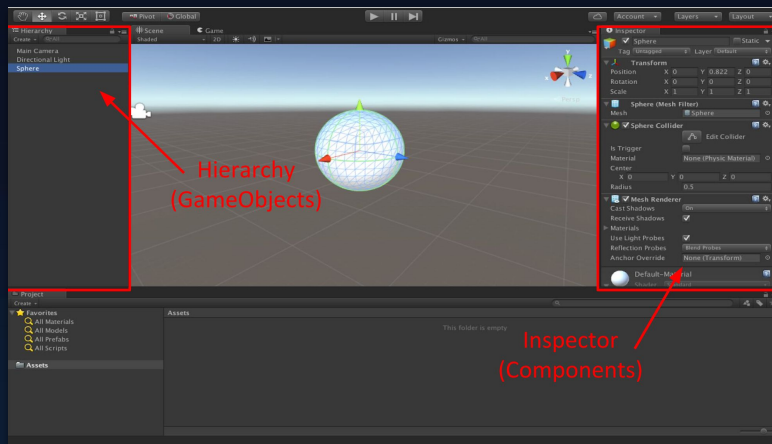 Pivot Global
Account Layers Layout
Hierarchy
Create
Main Camera
Directional Light
Sphere
Scene Game
Shaded 2D Gizmos
Persp
Hierarchy
(GameObjects)
Inspector
Sphere Static
Tag Untagged Layer Default
Transform
Position X 0 Y 0.822 Z 0
Rotation X 0 Y 0 Z 0
Scale X 1 Y 1 Z 1
Sphere (Mesh Filter)
Mesh Sphere
Sphere Collider
Edit Collider
Is Trigger
Material None (Physic Material)
Center
X 0 Y 0 Z 0
Radius 0.5
Mesh Renderer
Cast Shadows On
Receive Shadows
Materials
Use Light Probes
Reflection Probes Blend Probes
Anchor Override None (Transform)
Default-Material
Shader Standard
Project
Create
Favorites
All Materials
All Models
All Prefabs
All Scripts
Assets
Assets
This folder is empty
Inspector
(Components)